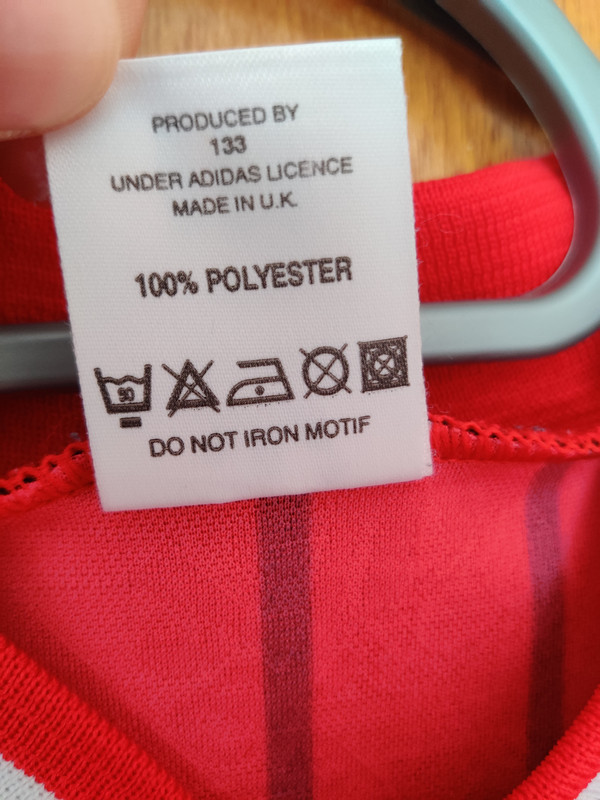 PRODUCED BY
133
UNDER ADIDAS LICENCE
MADE IN U.K.
100% POLYESTER
DO NOT IRON MOTIF